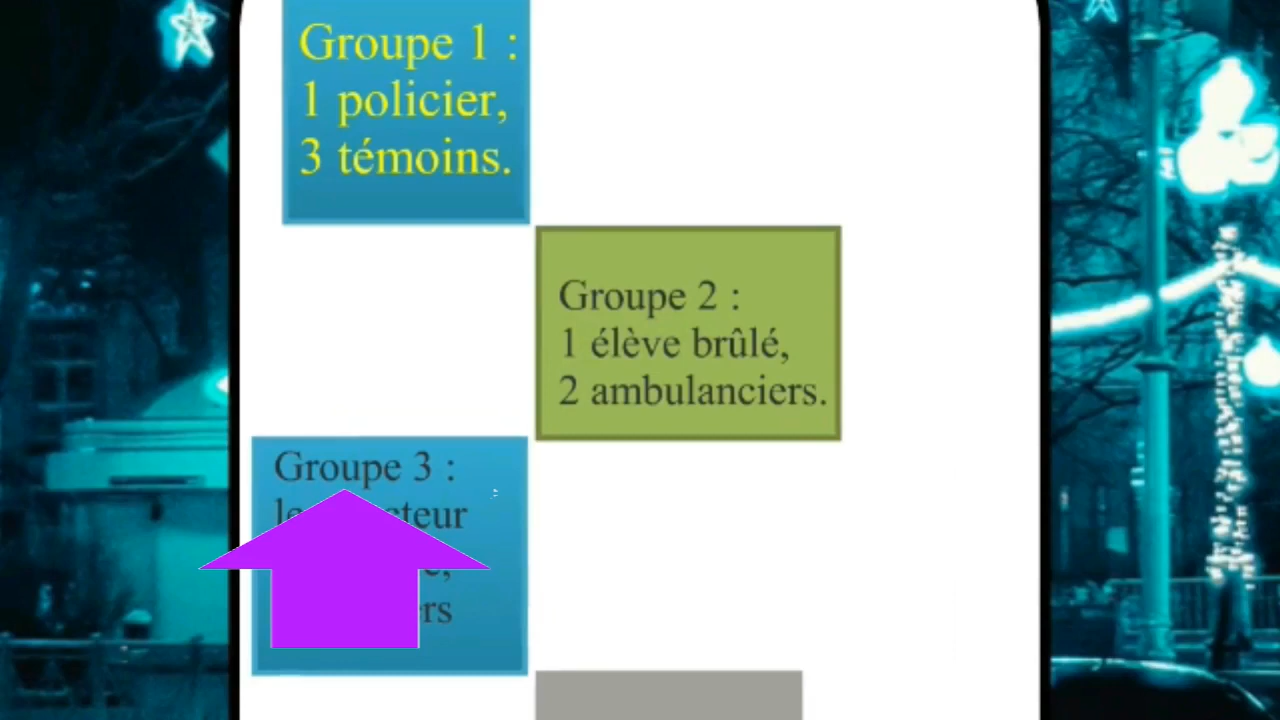 Groupe 1 :
1 policier,
3 témoins.
Groupe 2 :
1 élève brûlé,
2 ambulanciers.
Groupe 3 :